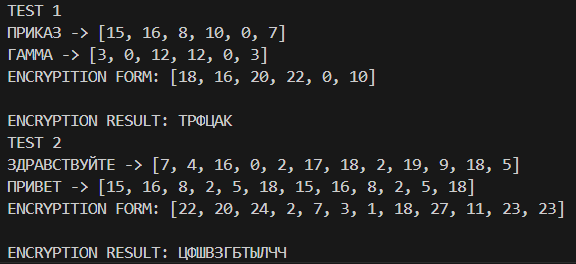 TEST 1
ПРИКАЗ -> [15, 16, 8, 10, 0, 7]
ГАММА -> [3, 0, 12, 12, 0, 3]
ENCRYPITION FORM: [18, 16, 20, 22, 0, 10]
ENCRYPTION RESULT: ТРФЦАК
TEST 2
ЗДРАВСТВУЙТЕ -> [7, 4, 16, 0, 2, 17, 18, 2, 19, 9, 18, 5]
ПРИВЕТ -> [15, 16, 8, 2, 5, 18, 15, 16, 8, 2, 5, 18]
ENCRYPITION FORM: [22, 20, 24, 2, 7, 3, 1, 18, 27, 11, 23, 23]
ENCRYPTION RESULT: ЦФШВЗГБТЫЛЧЧ